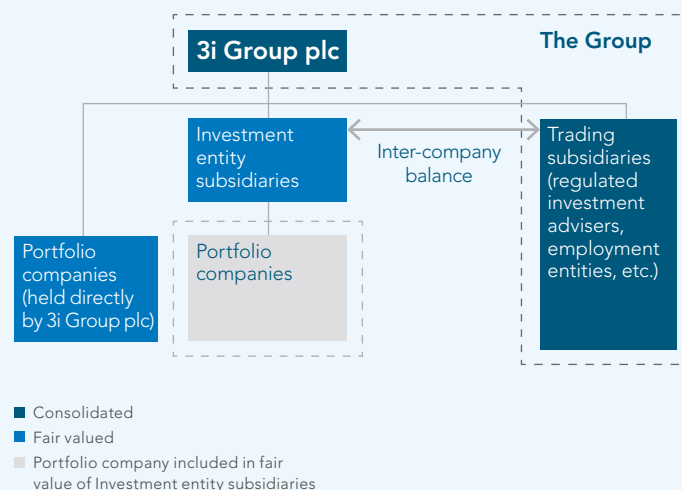 3i Group plc
The Group
Investment
entity
subsidiaries
Inter-company
balance
Trading
subsidiaries
(regulated
investment
advisers,
employment
entities, etc.)
Portfolio
companies
(held directly
by 3i Group plc)
Portfolio
companies
Consolidated
Fair valued
Portfolio company included in fair
value of Investment entity subsidiaries